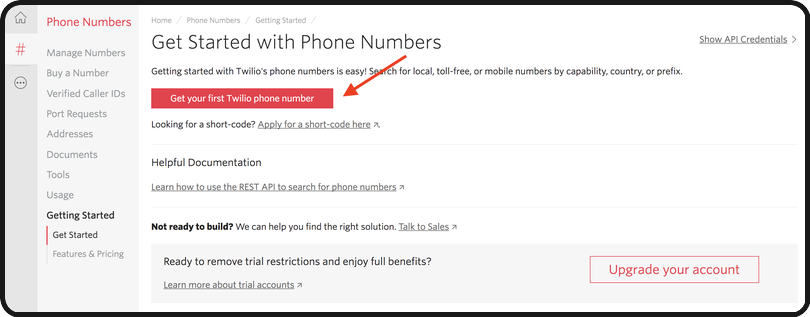 Phone Numbers
Manage Numbers
Buy a Number
Verified Caller IDs
Port Requests
Addresses
Documents
Tools
Usage
Getting Started
Get Started
Features & Pricing
Home / Phone Numbers / Getting Started /
Get Started with Phone Numbers
Show API Credentials
Getting started with Twilio's phone numbers is easy! Search for local, toll-free, or mobile numbers by capability, country, or prefix.
Get your first Twilio phone number
Looking for a short-code? Apply for a short-code here.
Helpful Documentation
Learn how to use the REST API to search for phone numbers
Not ready to build? We can help you find the right solution. Talk to Sales
Ready to remove trial restrictions and enjoy full benefits?
Learn more about trial accounts
Upgrade your account